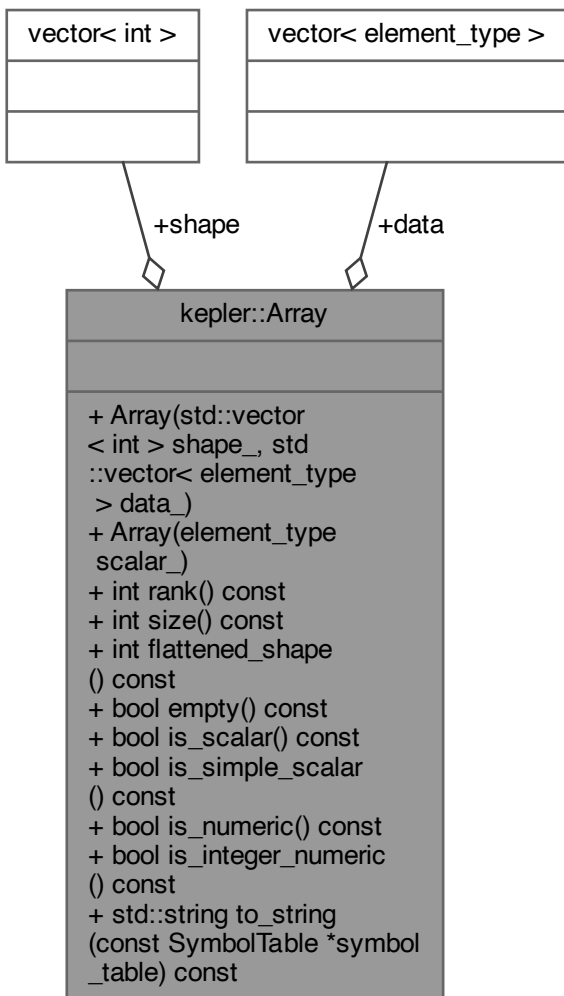 vector< int >
vector< element_type >
+shape
+data
kepler::Array
+ Array(std::vector
< int > shape_, std
::vector< element_type
> data_)
+ Array(element_type
scalar_)
+ int rank() const
+ int size() const
+ int flattened_shape
() const
+ bool empty() const
+ bool is_scalar() const
+ bool is_simple_scalar
() const
+ bool is_numeric() const
+ bool is_integer_numeric
() const
+ std::string to_string
(const SymbolTable *symbol
_table) const